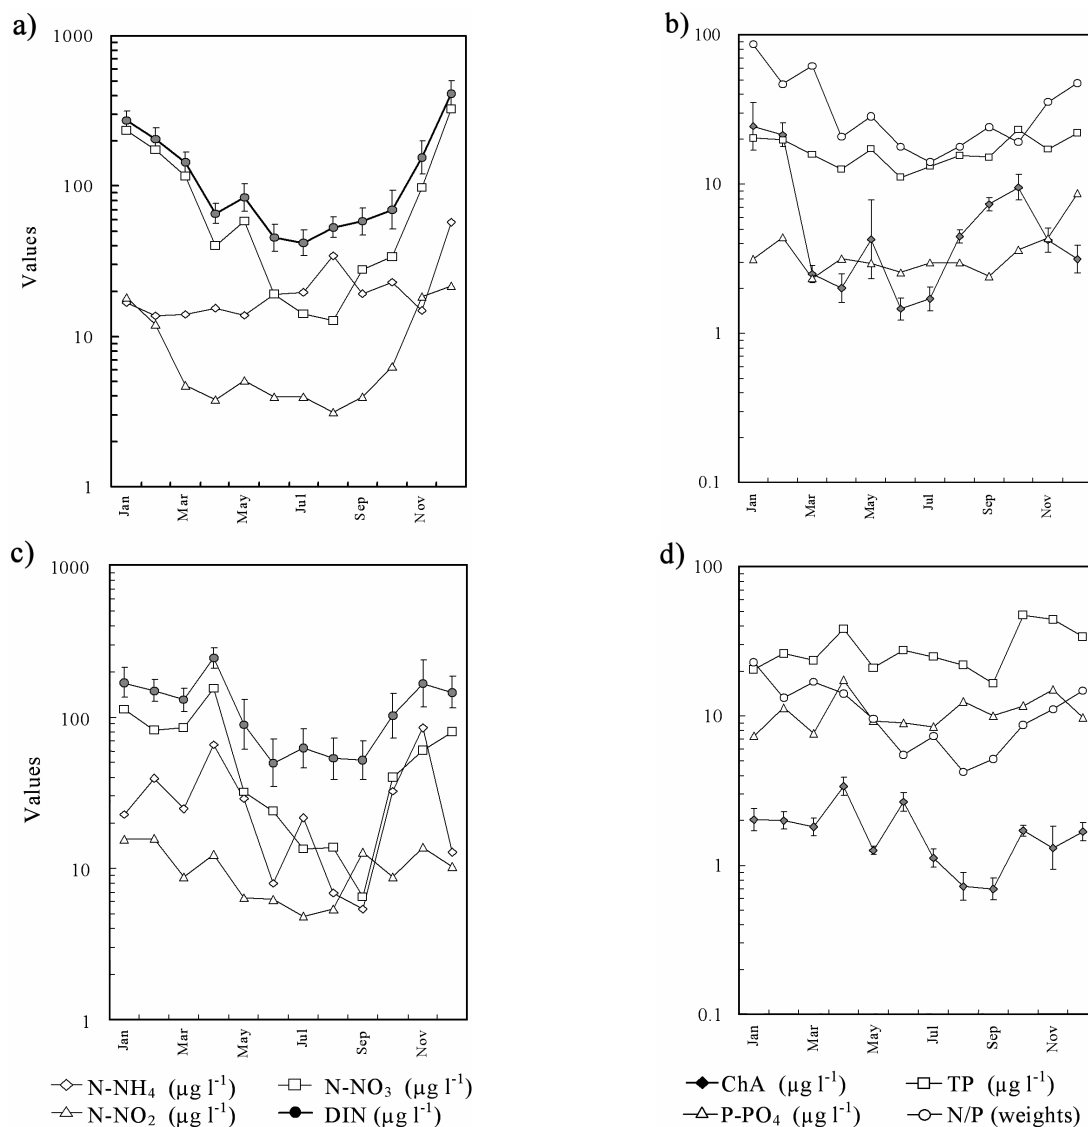 a)
1000
100
10
1
Values
Jan
Mar
May
Jul
Sep
Nov
b)
100
10
1
0.1
Jan
Mar
May
Jul
Sep
Nov
c)
1000
100
10
1
Values
Jan
Mar
May
Jul
Sep
Nov
d)
100
10
1
0.1
Jan
Mar
May
Jul
Sep
Nov
N-NH₄ (µg l⁻¹)
N-NO₃ (µg l⁻¹)
N-NO₂ (µg l⁻¹)
DIN (µg l⁻¹)
ChA (µg l⁻¹)
TP (µg l⁻¹)
P-PO₄ (µg l⁻¹)
N/P (weights)